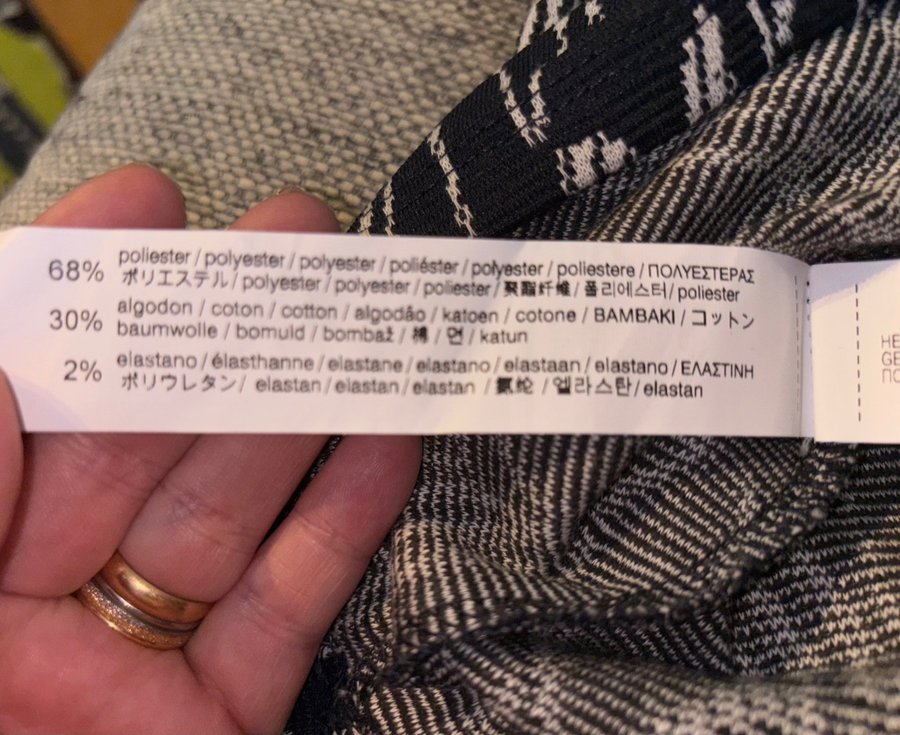 68% poliester / polyester / polyester / poliéster / polyester / poliestere / ΠΟΛΥΕΣΤΕΡΑΣ
ポリエステル / polyester / polyester / poliester / 聚酯纤维 / 폴리에스터 / poliester
30% algodon / coton / cotton / algodão / katoen / cotone / BAMBAKI / コットン
baumwolle / bomuld / bombaž / 棉 / 면 / katun
2% elastano / élasthanne / elastane / elastano / elastaan / elastano / ΕΛΑΣΤΙΝΗ
ポリウレタン / elastan / elastan / elastan / 氨纶 / 엘라스탄 / elastan
HE
GE
ΠΟ